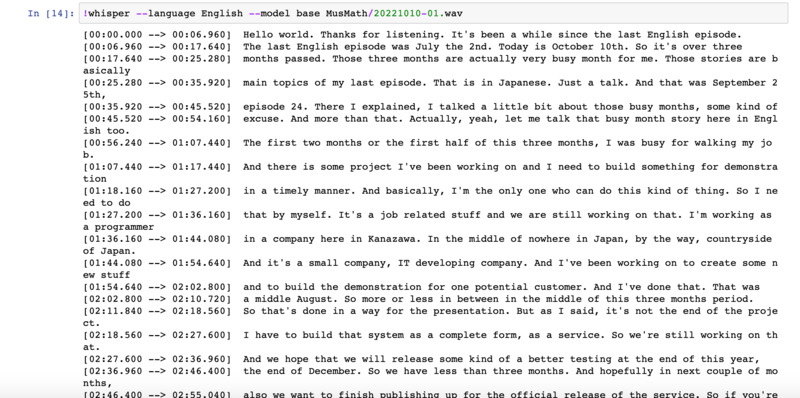 In [14]: !whisper --language English --model base MusMath/20221010-01.wav
[00:00.000 --> 00:06.960]  Hello world. Thanks for listening. It's been a while since the last English episode.
[00:06.960 --> 00:17.640]  The last English episode was July the 2nd. Today is October 10th. So it's over three
[00:17.640 --> 00:25.280]  months passed. Those three months are actually very busy month for me. Those stories are b
asically
[00:25.280 --> 00:35.920]  main topics of my last episode. That is in Japanese. Just a talk. And that was September 2
5th,
[00:35.920 --> 00:45.520]  episode 24. There I explained, I talked a little bit about those busy months, some kind of
[00:45.520 --> 00:54.160]  excuse. And more than that. Actually, yeah, let me talk that busy month story here in Engl
ish too.
[00:56.240 --> 01:07.440]  The first two months or the first half of this three months, I was busy for walking my jo
b.
[01:07.440 --> 01:17.440]  And there is some project I've been working on and I need to build something for demonstra
tion
[01:18.160 --> 01:27.200]  in a timely manner. And basically, I'm the only one who can do this kind of thing. So I ne
ed to do
[01:27.200 --> 01:36.160]  that by myself. It's a job related stuff and we are still working on that. I'm working as
a programmer
[01:36.160 --> 01:44.080]  in a company here in Kanazawa. In the middle of nowhere in Japan, by the way, countryside
of Japan.
[01:44.080 --> 01:54.640]  And it's a small company, IT developing company. And I've been working on to create some n
ew stuff
[01:54.640 --> 02:02.800]  and to build the demonstration for one potential customer. And I've done that. That was
[02:02.800 --> 02:10.720]  a middle August. So more or less in between in the middle of this three months period.
[02:11.840 --> 02:18.560]  So that's done in a way for the presentation. But as I said, it's not the end of the proje
ct.
[02:18.560 --> 02:27.600]  I have to build that system as a complete form, as a service. So we're still working on th
at.
[02:27.600 --> 02:36.960]  And we hope that we will release some kind of a better testing at the end of this year,
[02:36.960 --> 02:46.400]  the end of December. So we have less than three months. And hopefully in next couple of mo
nths,
[02:46.400 --> 02:55.040]  also we want to finish publishing up for the official release of the service. So if you're